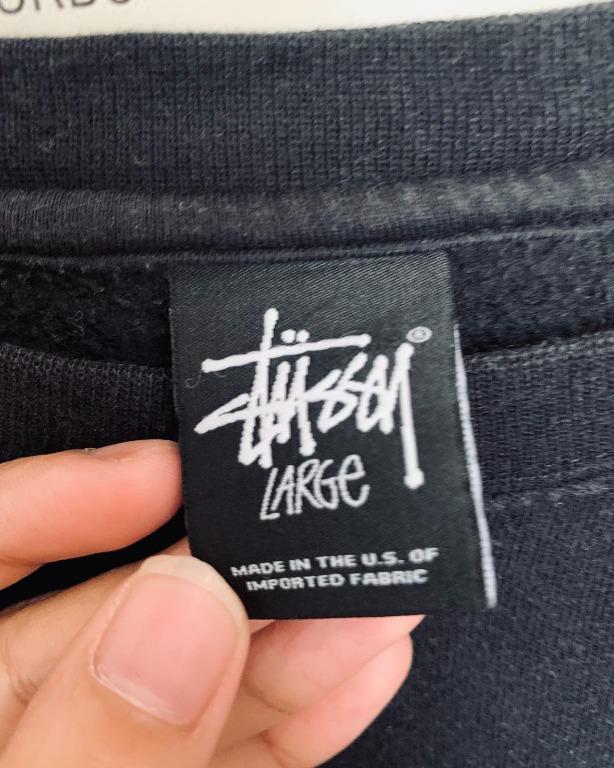 Stüssy®
LARGe
MADE IN THE U.S. OF
IMPORTED FABRIC